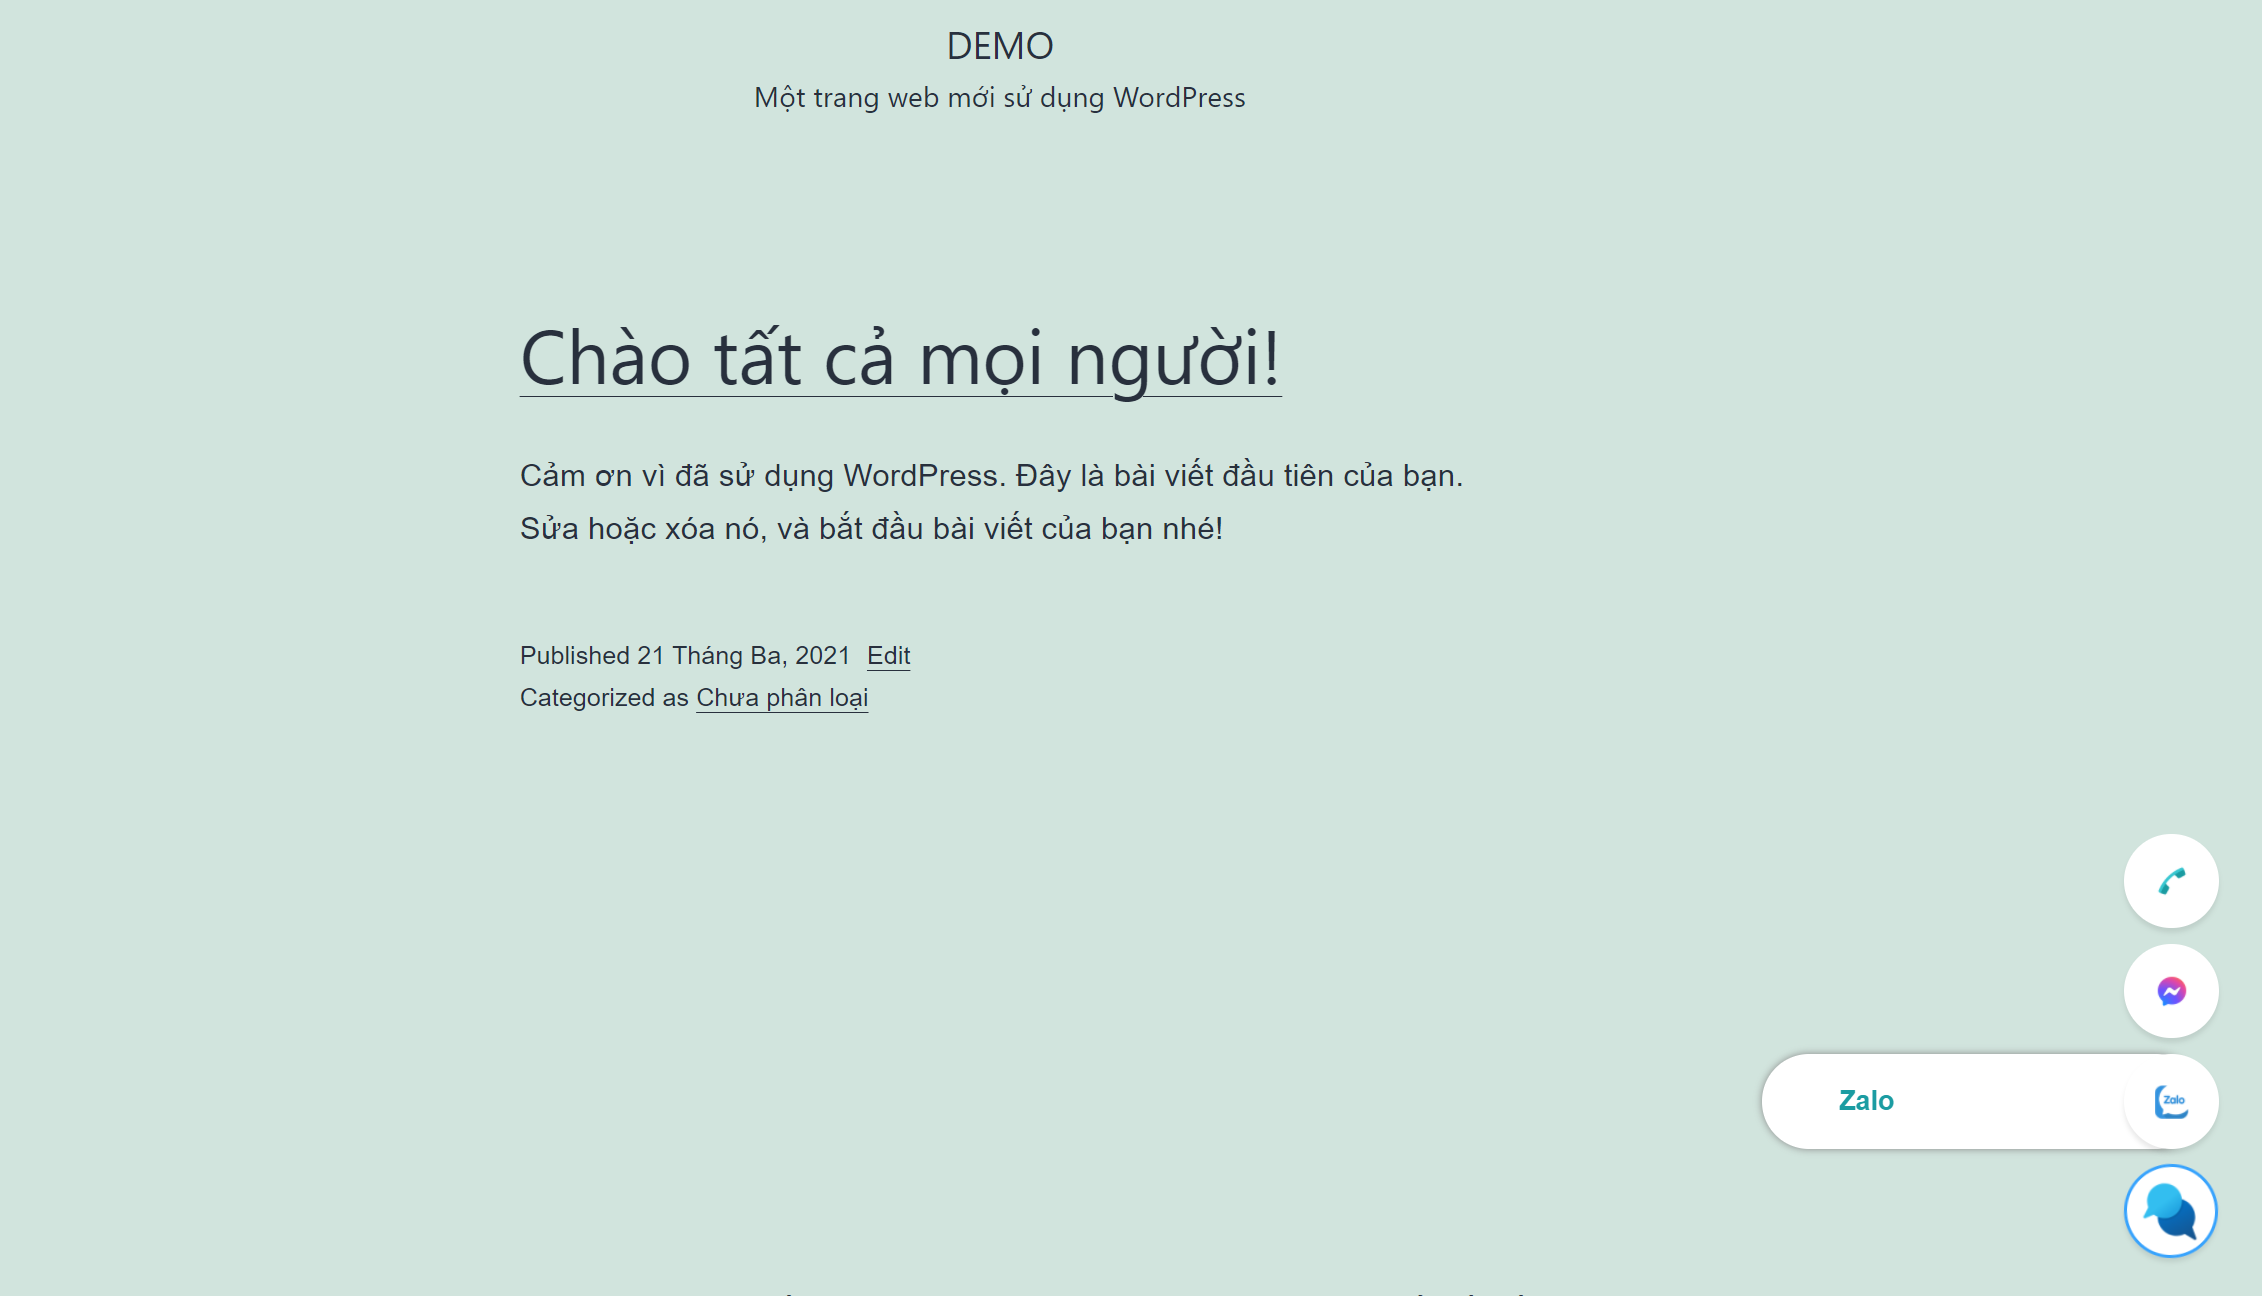 DEMO
Một trang web mới sử dụng WordPress
Chào tất cả mọi người!
Cảm ơn vì đã sử dụng WordPress. Đây là bài viết đầu tiên của bạn.
Sửa hoặc xóa nó, và bắt đầu bài viết của bạn nhé!
Published 21 Tháng Ba, 2021 Edit
Categorized as Chưa phân loại
Zalo
Zalo